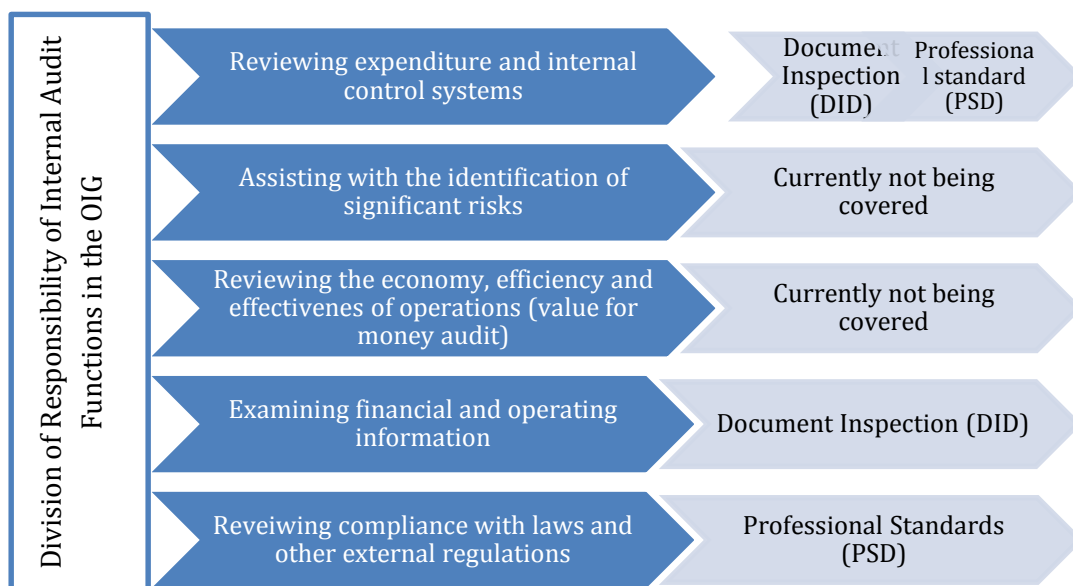 Division of Responsibility of Internal Audit
Functions in the OIG
Reviewing expenditure and internal
control systems
Document
Inspection
(DID)
Professiona
l standard
(PSD)
Assisting with the identification of
significant risks
Currently not being
covered
Reviewing the economy, efficiency and
effectivenes of operations (value for
money audit)
Currently not being
covered
Examining financial and operating
information
Document Inspection (DID)
Reveiwing compliance with laws and
other external regulations
Professional Standards
(PSD)